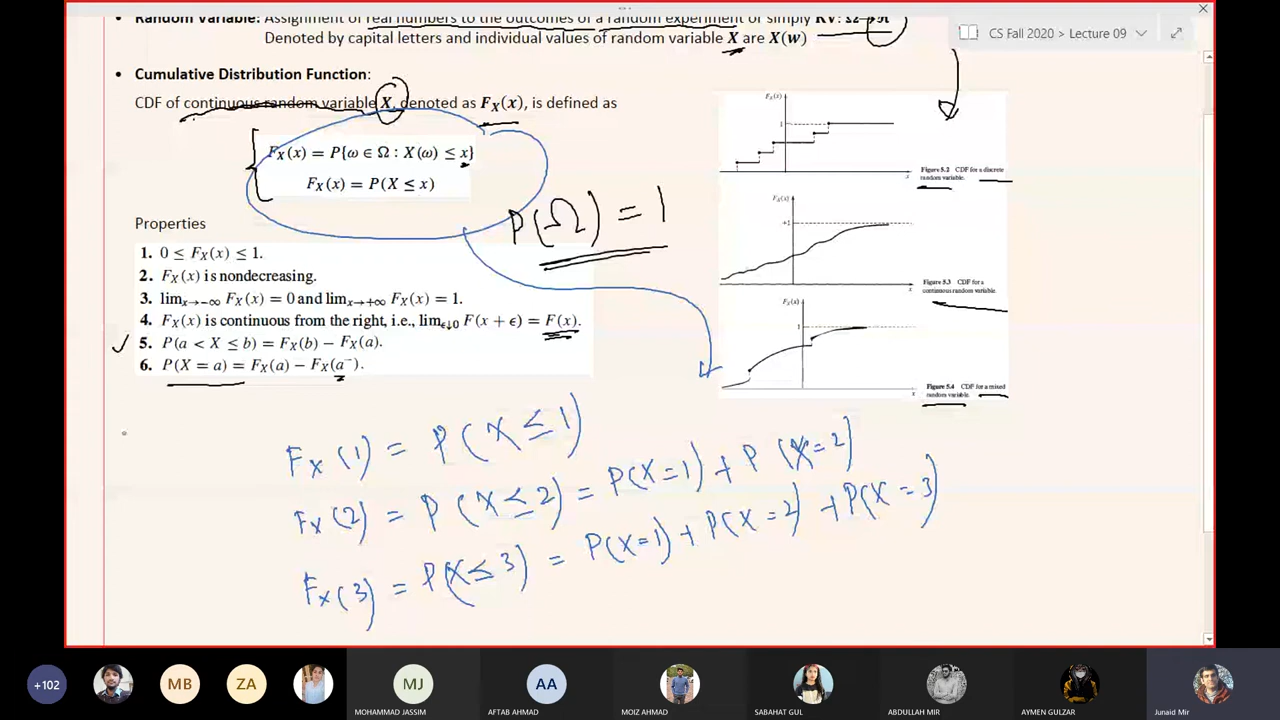 Random Variable: Assignment of real numbers to the outcomes of a random experiment or simply RV: Ω→ℜ
Denoted by capital letters and individual values of random variable X are X(w)
CS Fall 2020 > Lecture 09
• Cumulative Distribution Function:
CDF of continuous random variable X, denoted as F_X(x), is defined as
F_X(x) = P{ω ∈ Ω : X(ω) ≤ x}
F_X(x) = P(X ≤ x)
P(Ω) = 1
Properties
1. 0 ≤ F_X(x) ≤ 1.
2. F_X(x) is nondecreasing.
3. lim_{x→-∞} F_X(x) = 0 and lim_{x→+∞} F_X(x) = 1.
4. F_X(x) is continuous from the right, i.e., lim_{ϵ↓0} F(x + ϵ) = F(x).
5. P(a < X ≤ b) = F_X(b) − F_X(a).
6. P(X = a) = F_X(a) − F_X(a⁻).
F_X(x)
1
x
Figure 5.2 CDF for a discrete
random variable.
F_X(x)
+1
x
Figure 5.3 CDF for a
continuous random variable.
F_X(x)
1
x
Figure 5.4 CDF for a mixed
random variable.
F_X(1) = P(X ≤ 1)
F_X(2) = P(X ≤ 2) = P(X=1) + P(X=2)
F_X(3) = P(X ≤ 3) = P(X=1) + P(X=2) + P(X=3)
+102
MB
ZA
MJ
MOHAMMAD JASSIM
AA
AFTAB AHMAD
MOIZ AHMAD
SABAHAT GUL
ABDULLAH MIR
AYMEN GULZAR
Junaid Mir